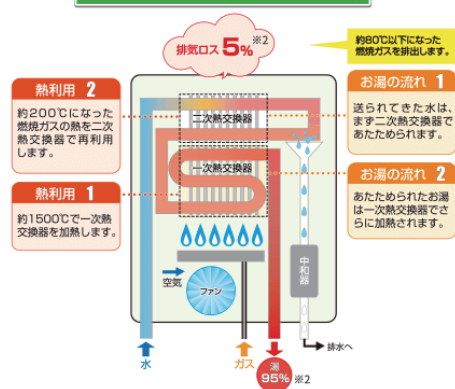 排気ロス5%※2
約80℃以下になった
燃焼ガスを排出します。
熱利用 2
約200℃になった
燃焼ガスの熱を二次
熱交換器で再利用
します。
熱利用 1
約1500℃で一次熱
交換器を加熱します。
二次熱交換器
一次熱交換器
お湯の流れ 1
送られてきた水は、
まず二次熱交換器で
あたためられます。
お湯の流れ 2
あたためられたお湯
は一次熱交換器でさ
らに加熱されます。
中和器
空気
ファン
水
ガス
湯
95% ※2
排水へ